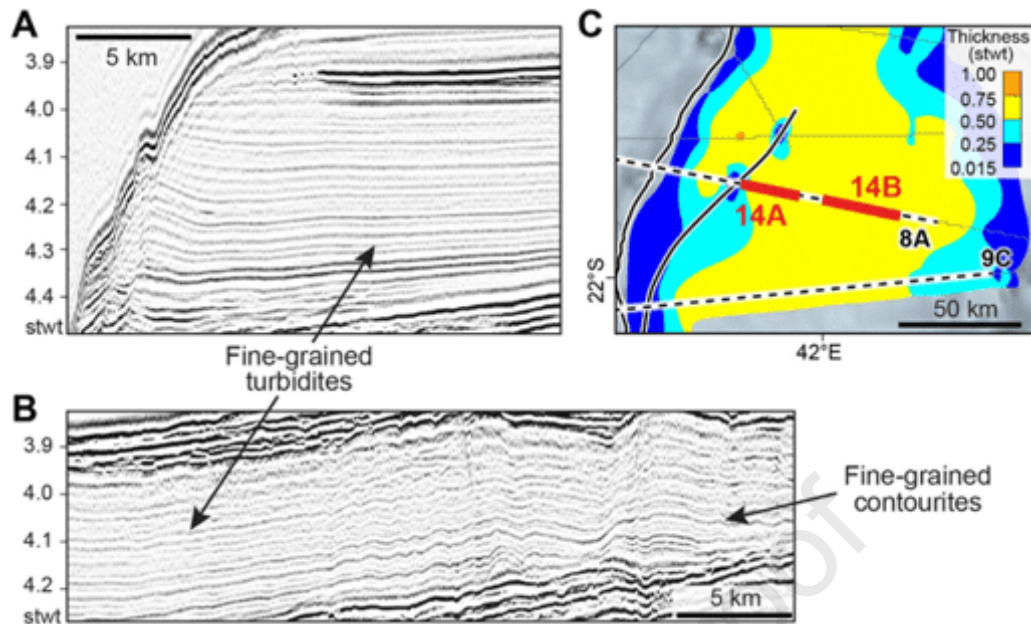 A
5 km
3.9
4.0
4.1
4.2
4.3
4.4
stwt
C
Thickness
(stwt)
1.00
0.75
0.50
0.25
0.015
14A
14B
8A
9C
22°S
42°E
50 km
Fine-grained
turbidites
B
3.9
4.0
4.1
4.2
stwt
5 km
Fine-grained
contourites